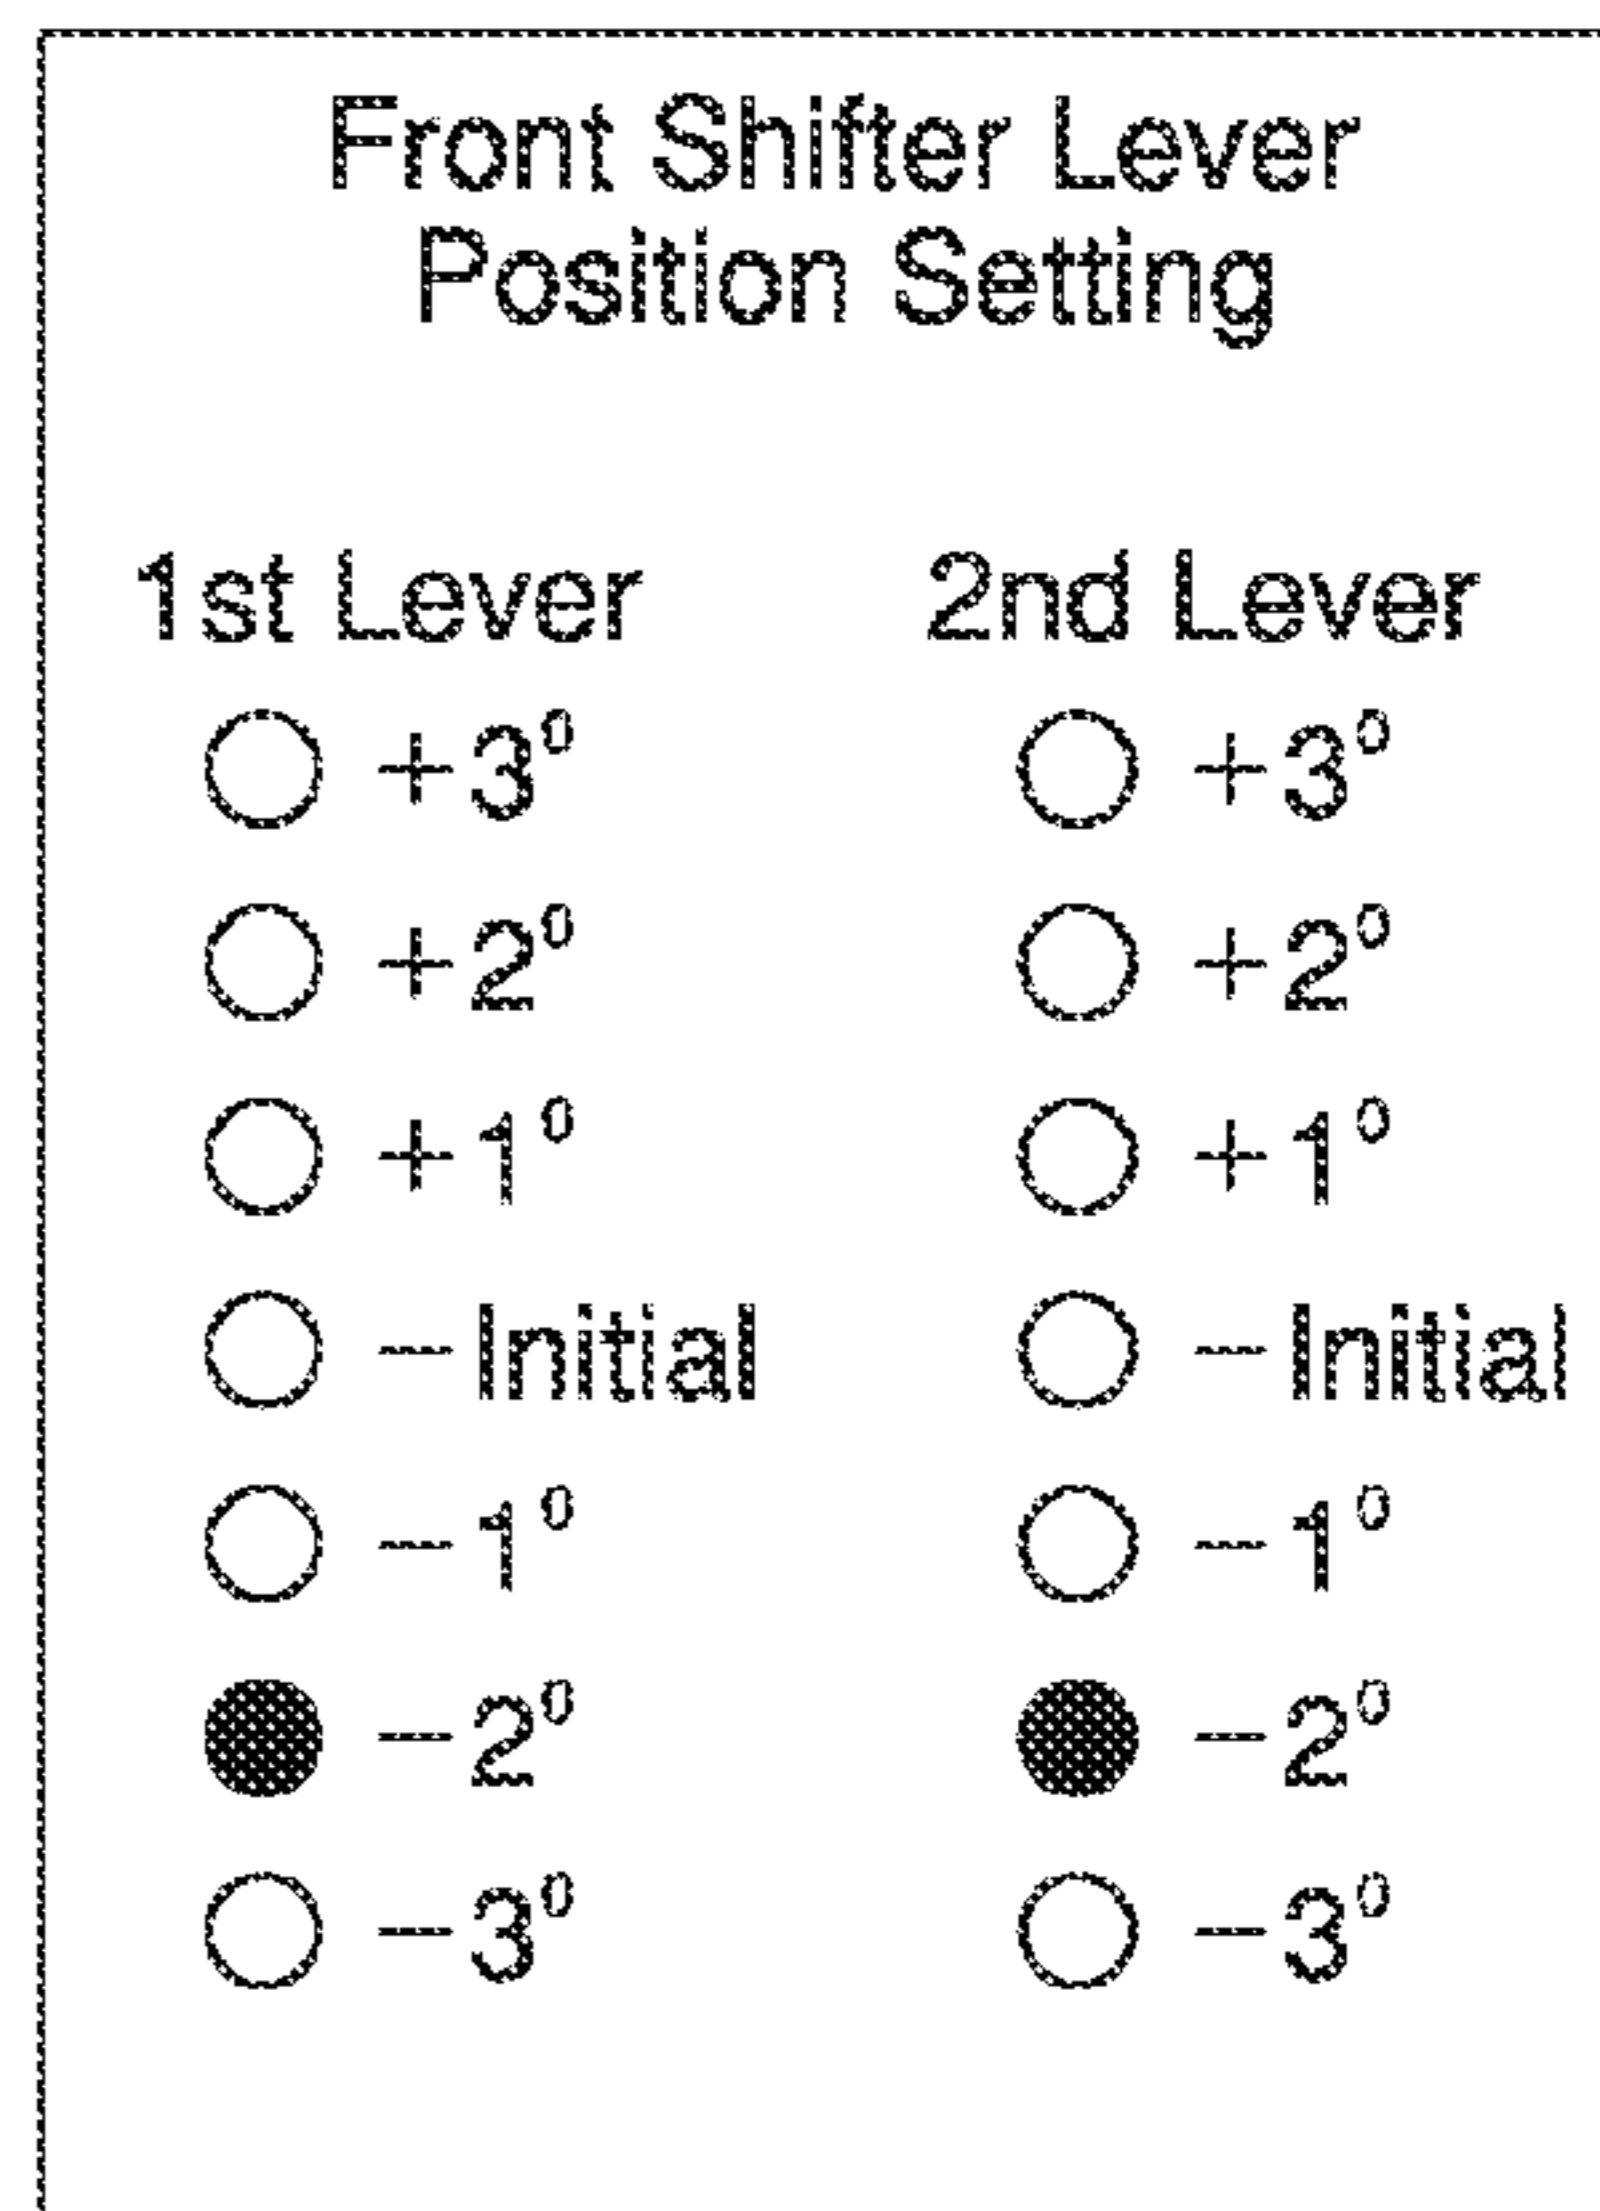 Front Shifter Lever
Position Setting
1st Lever 2nd Lever
+3° +3°
+2° +2°
+1° +1°
–Initial –Initial
–1° –1°
–2° –2°
–3° –3°